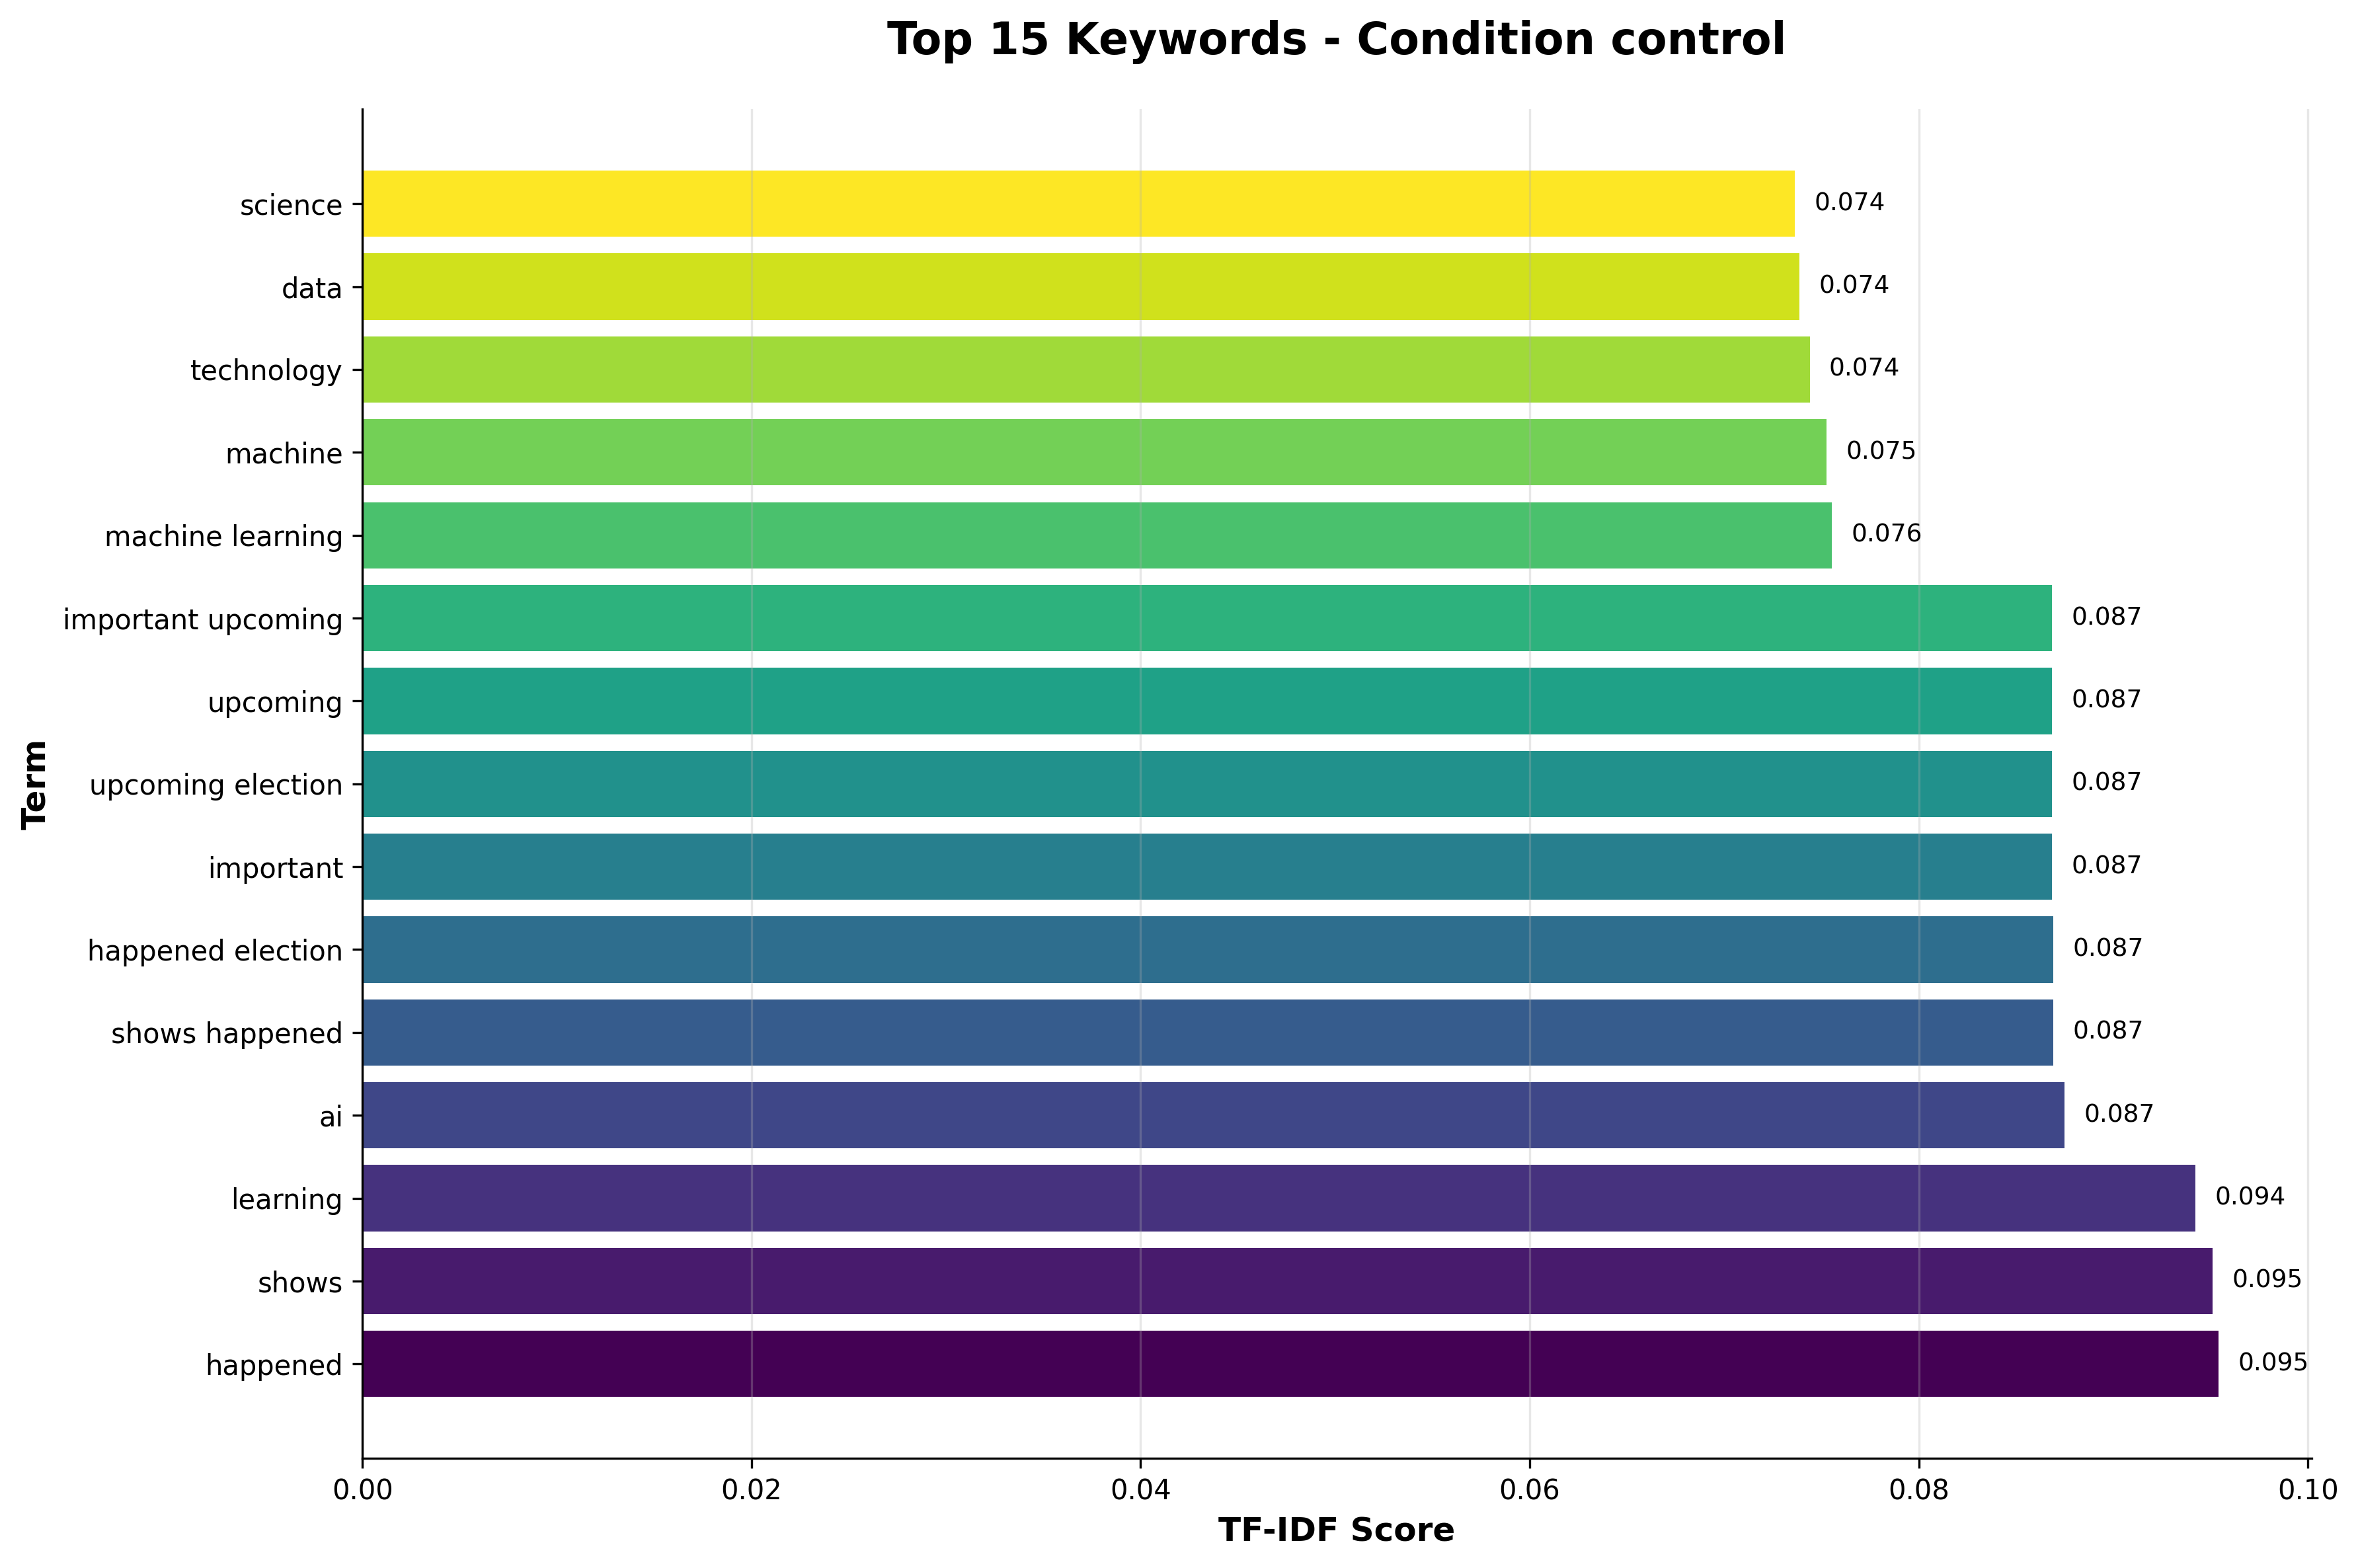 Top 15 Keywords - Condition control
Term
science 0.074
data 0.074
technology 0.074
machine 0.075
machine learning 0.076
important upcoming 0.087
upcoming 0.087
upcoming election 0.087
important 0.087
happened election 0.087
shows happened 0.087
ai 0.087
learning 0.094
shows 0.095
happened 0.095
0.00 0.02 0.04 0.06 0.08 0.10
TF-IDF Score